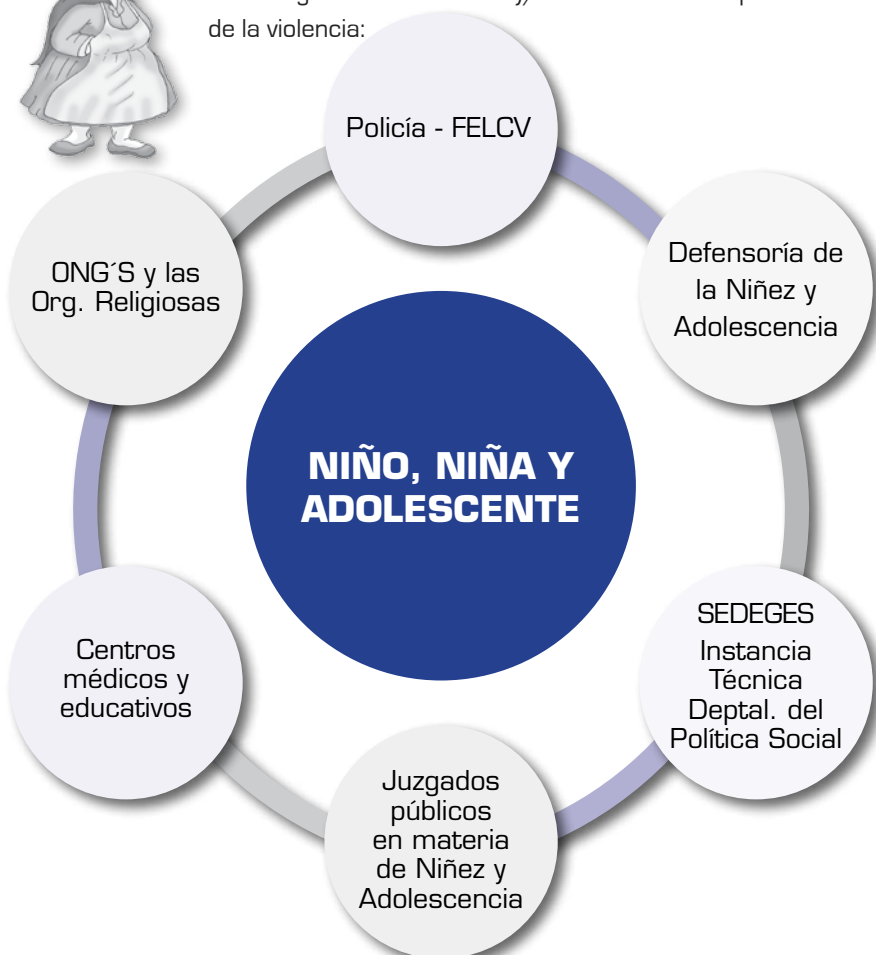 de la violencia:
Policía - FELCV
Defensoría de
la Niñez y
Adolescencia
SEDEGES
Instancia
Técnica
Deptal. del
Política Social
Juzgados
públicos
en materia
de Niñez y
Adolescencia
Centros
médicos y
educativos
ONG´S y las
Org. Religiosas
NIÑO, NIÑA Y
ADOLESCENTE